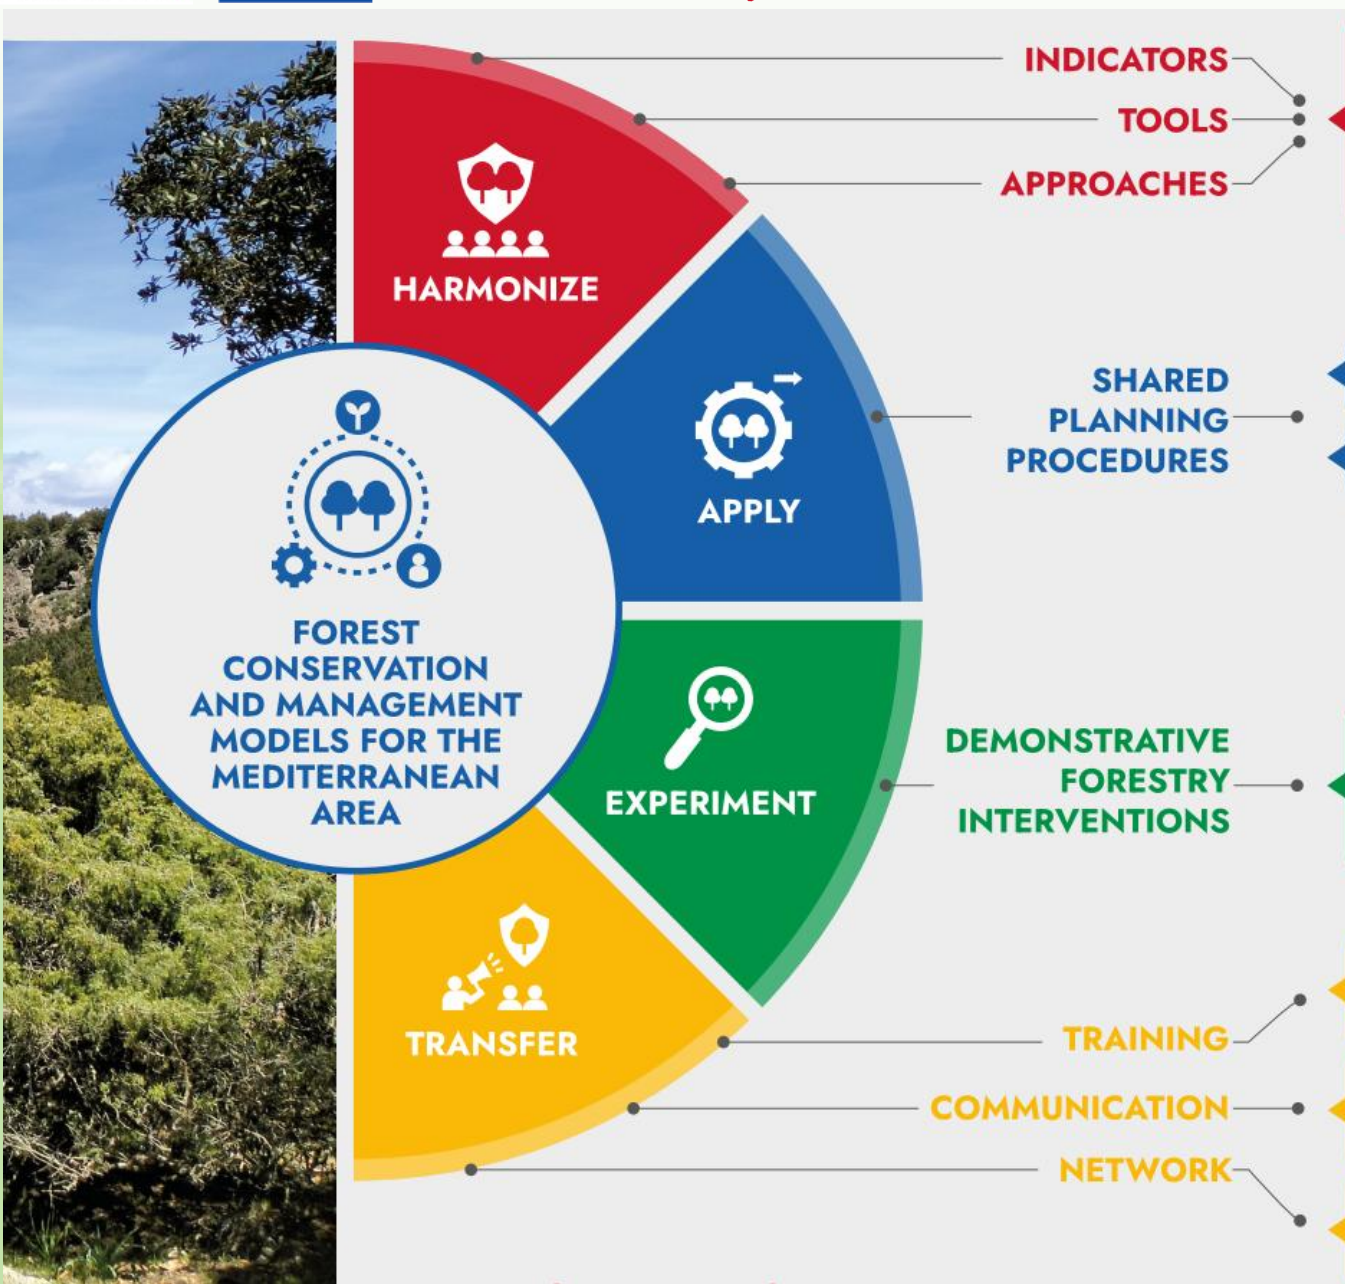 INDICATORS
TOOLS
APPROACHES
HARMONIZE
SHARED
PLANNING
PROCEDURES
APPLY
FOREST
CONSERVATION
AND MANAGEMENT
MODELS FOR THE
MEDITERRANEAN
AREA
DEMONSTRATIVE
FORESTRY
INTERVENTIONS
EXPERIMENT
TRANSFER
TRAINING
COMMUNICATION
NETWORK